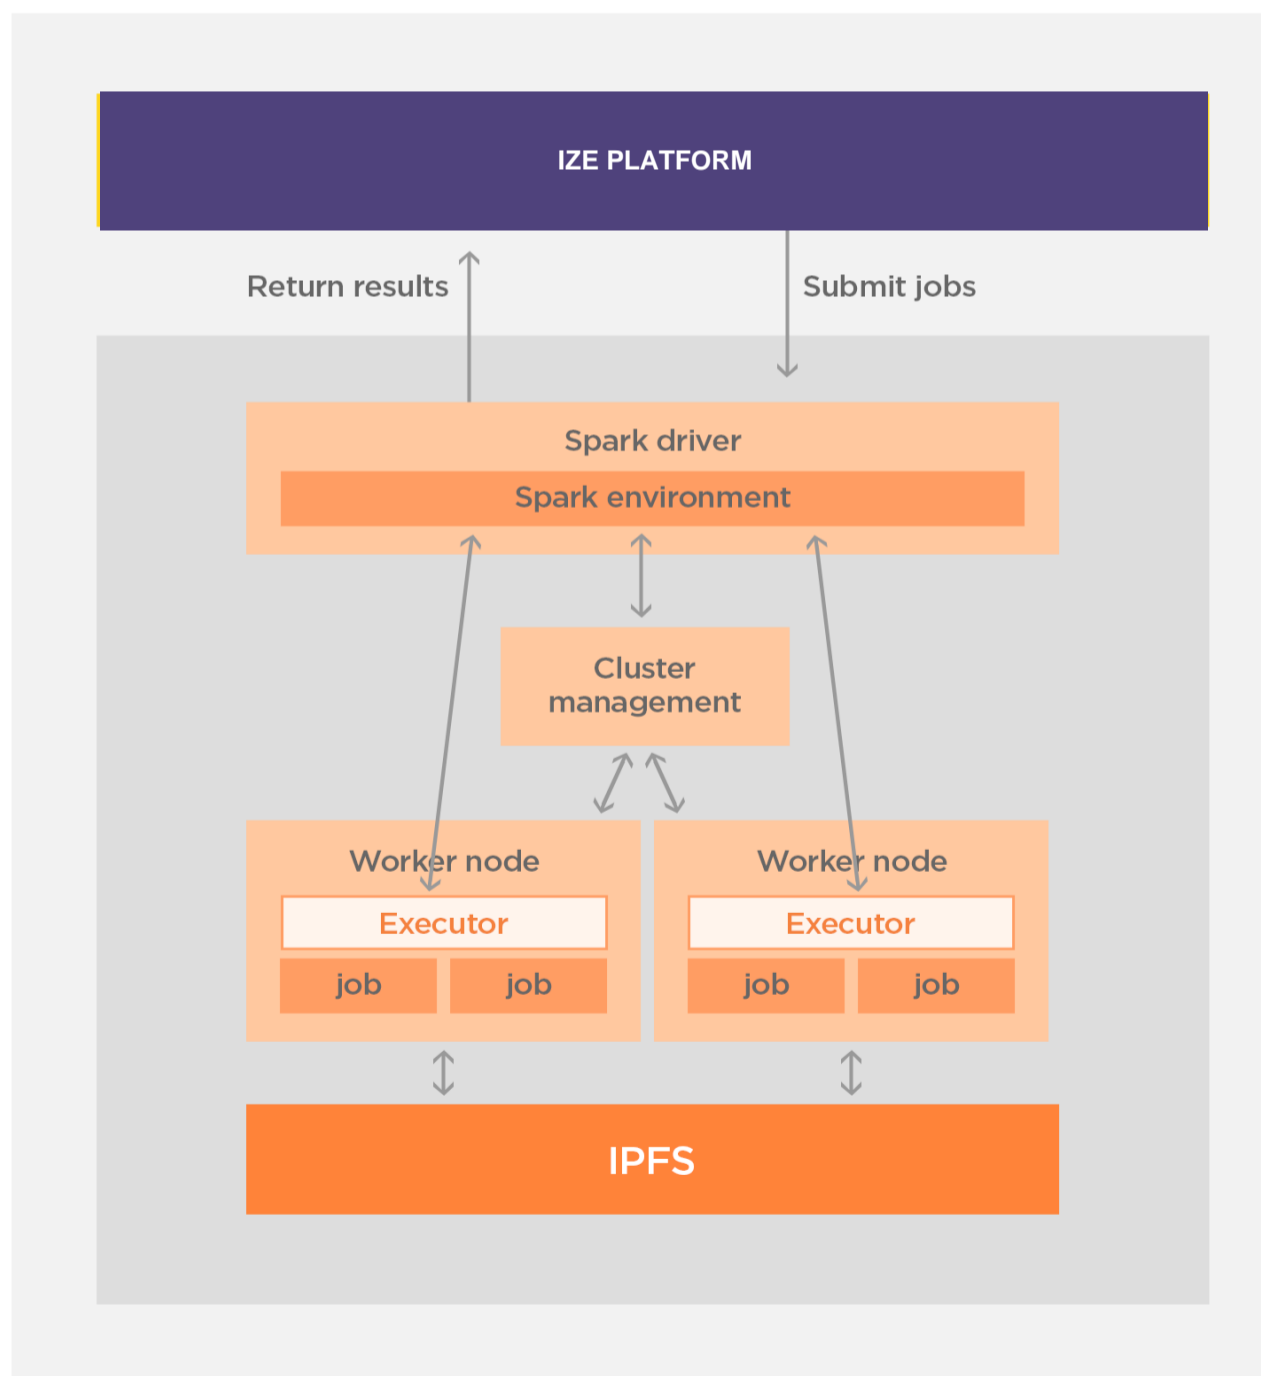 IZE PLATFORM
Return results
Submit jobs
Spark driver
Spark environment
Cluster
management
Worker node
Executor
job
job
Worker node
Executor
job
job
IPFS